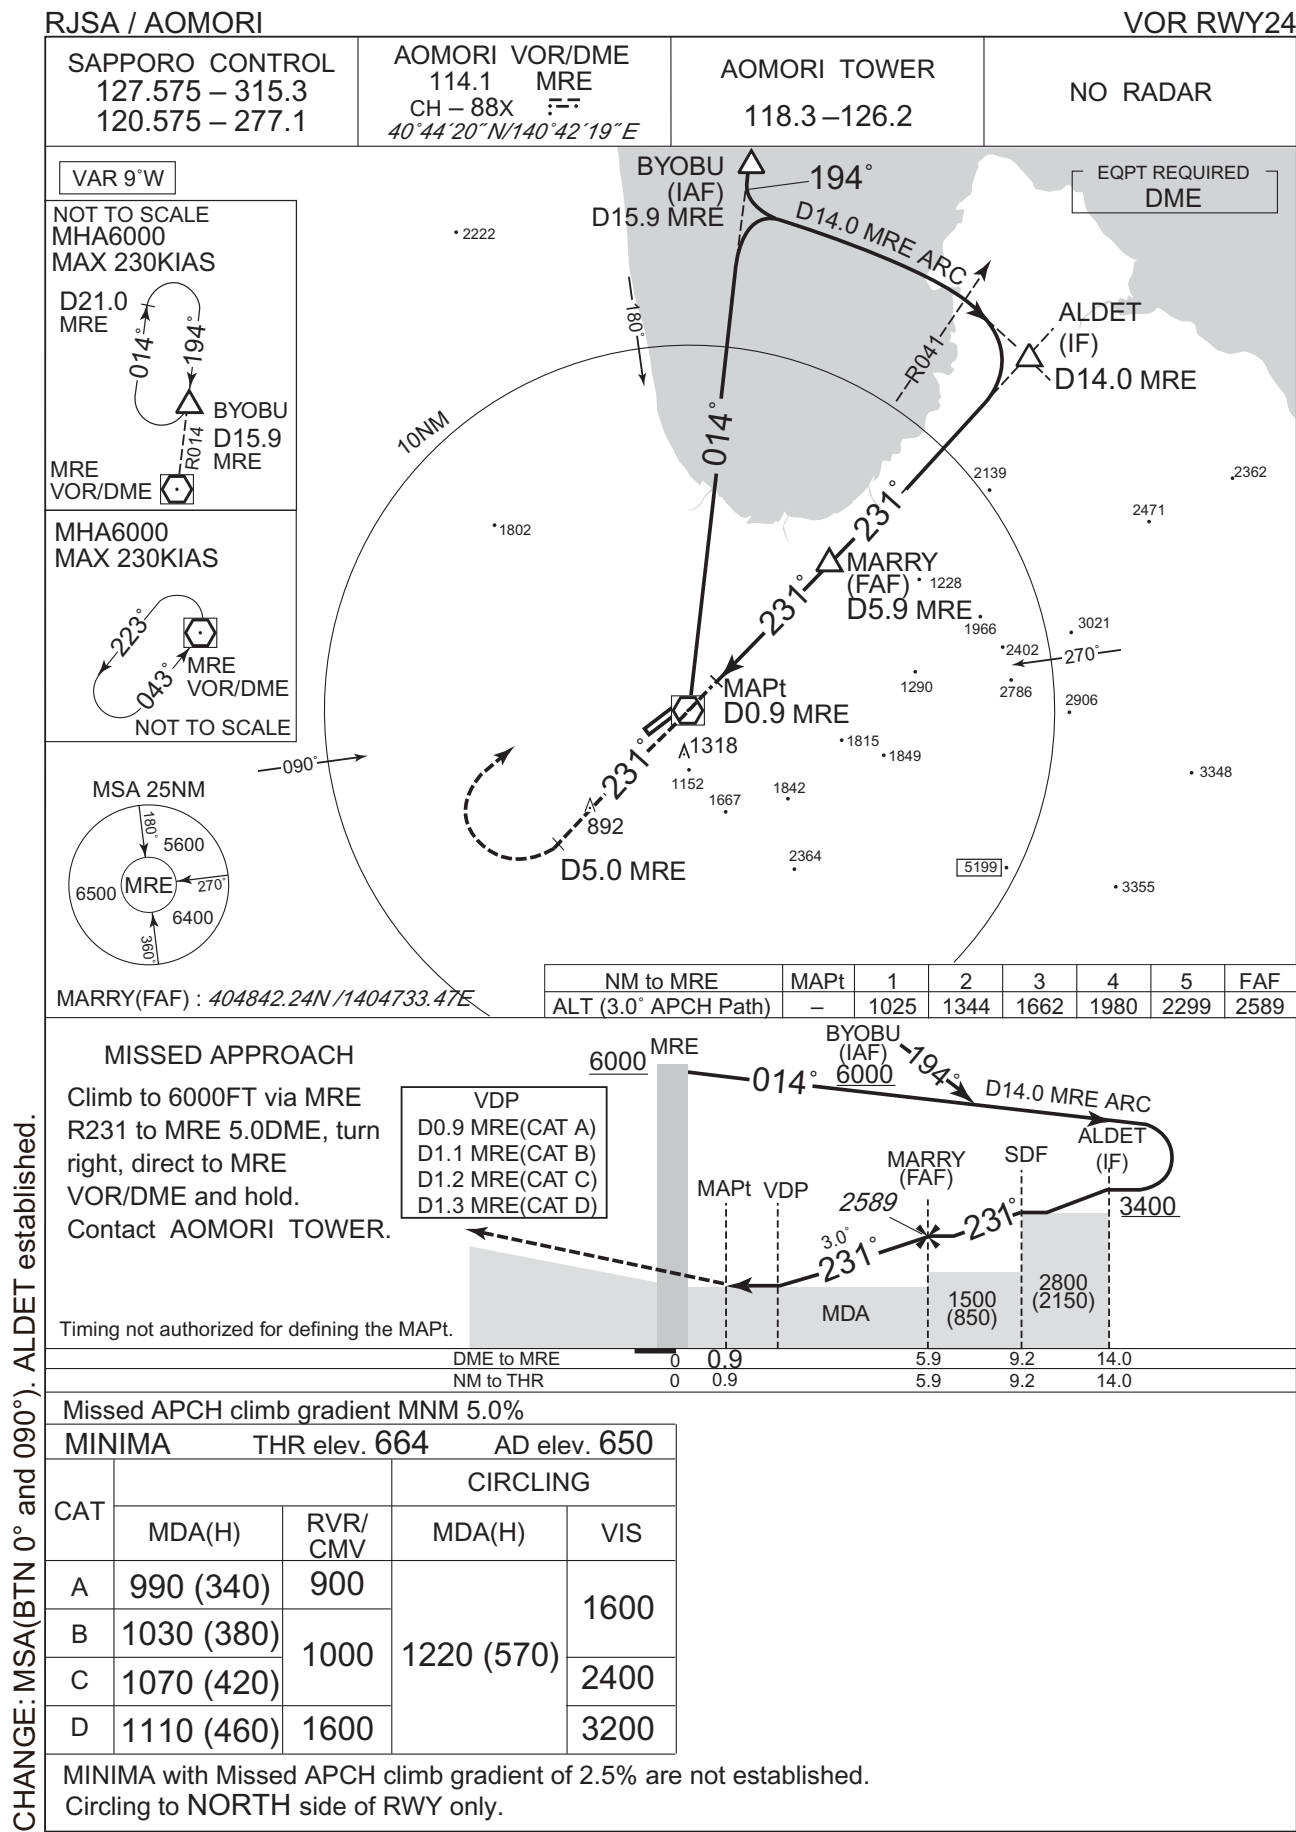 RJSA / AOMORI
VOR RWY24
SAPPORO CONTROL
127.575 – 315.3
120.575 – 277.1
AOMORI VOR/DME
114.1 MRE
CH – 88X
40°44´20˝N/140°42´19˝E
AOMORI TOWER
118.3 –126.2
NO RADAR
VAR 9°W
NOT TO SCALE
MHA6000
MAX 230KIAS
D21.0
MRE
014°
194°
BYOBU
D15.9
MRE
R014
MRE
VOR/DME
MHA6000
MAX 230KIAS
223°
043°
MRE
VOR/DME
NOT TO SCALE
BYOBU
(IAF)
D15.9 MRE
194°
EQPT REQUIRED
DME
D14.0 MRE ARC
2222
180°
R041
ALDET
(IF)
D14.0 MRE
10NM
014°
2139
2362
2471
1802
231°
MARRY
(FAF)
D5.9 MRE
1228
231°
1966
3021
2402
270°
1290
2786
2906
MAPt
D0.9 MRE
1318
1815
1849
090°
231°
1152
1667
1842
3348
892
2364
5199
3355
D5.0 MRE
MSA 25NM
180°
5600
MRE
270°
6500
6400
360°
MARRY(FAF) : 404842.24N /1404733.47E
NM to MRE MAPt 1 2 3 4 5 FAF
ALT (3.0° APCH Path) – 1025 1344 1662 1980 2299 2589
MISSED APPROACH
Climb to 6000FT via MRE
R231 to MRE 5.0DME, turn
right, direct to MRE
VOR/DME and hold.
Contact AOMORI TOWER.
Timing not authorized for defining the MAPt.
VDP
D0.9 MRE(CAT A)
D1.1 MRE(CAT B)
D1.2 MRE(CAT C)
D1.3 MRE(CAT D)
6000
MRE
014°
BYOBU
(IAF)
6000
194°
D14.0 MRE ARC
ALDET
(IF)
3400
SDF
MARRY
(FAF)
2589
231°
MAPt
VDP
3.0°
231°
MDA
1500
(850)
2800
(2150)
DME to MRE 0 0.9 5.9 9.2 14.0
NM to THR 0 0.9 5.9 9.2 14.0
Missed APCH climb gradient MNM 5.0%
MINIMA THR elev. 664 AD elev. 650
CAT
CIRCLING
MDA(H)
RVR/
CMV
MDA(H)
VIS
A 990 (340) 900
B 1030 (380)
C 1070 (420)
D 1110 (460) 1600
1000
1220 (570)
1600
2400
3200
MINIMA with Missed APCH climb gradient of 2.5% are not established.
Circling to NORTH side of RWY only.
CHANGE: MSA(BTN 0° and 090°). ALDET established.